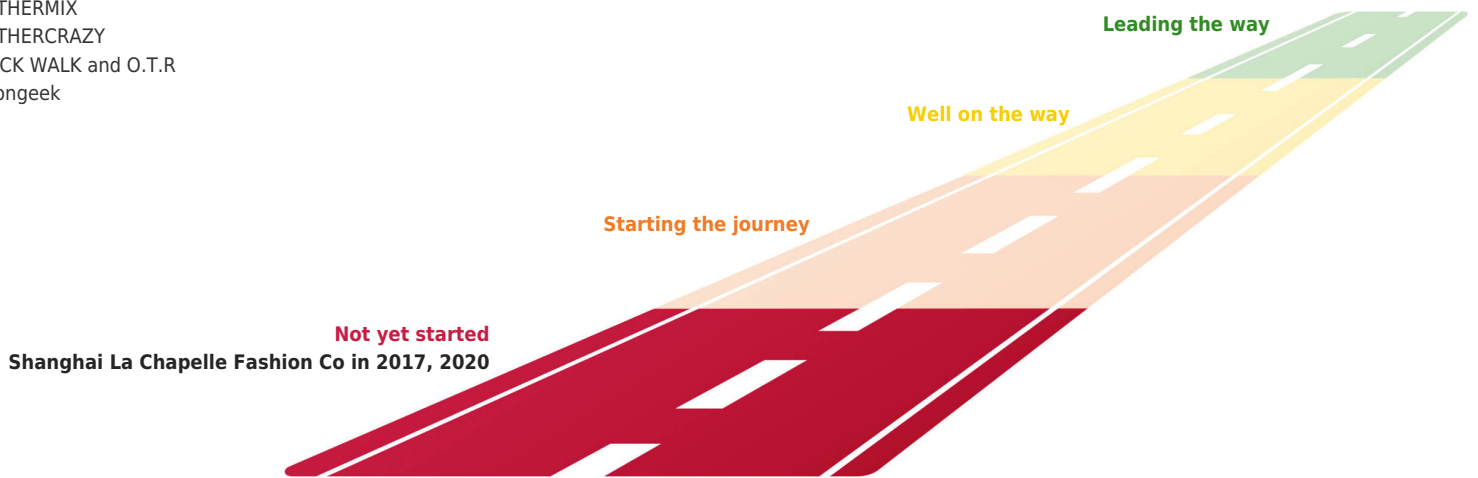 THERMIX
THERCRAZY
CK WALK and O.T.R
ongeek
Leading the way
Well on the way
Starting the journey
Not yet started
Shanghai La Chapelle Fashion Co in 2017, 2020